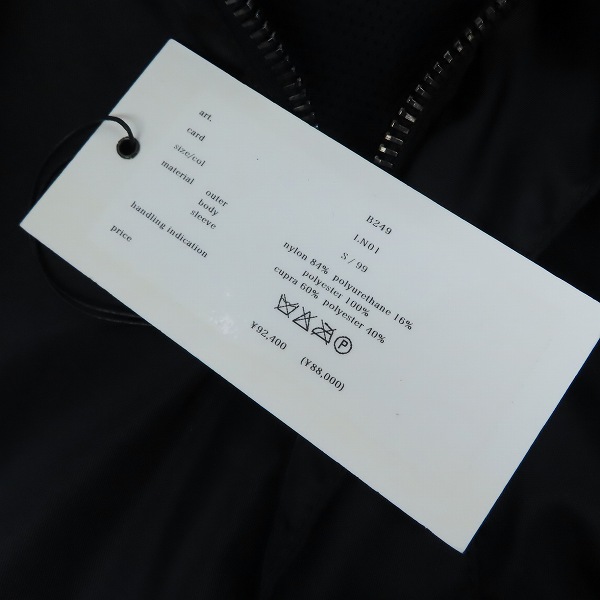 art. B249
card LN01
size/col S / 99
material
outer nylon 84% polyurethane 16%
body polyester 100%
sleeve cupra 60% polyester 40%
handling indication P
price ¥92,400 (¥88,000)